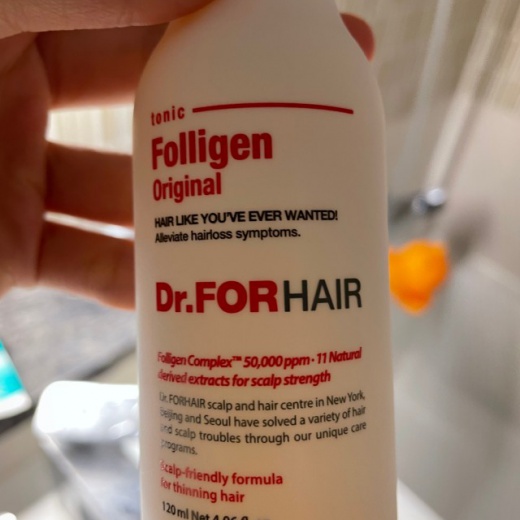 tonic
Folligen
Original
HAIR LIKE YOU'VE EVER WANTED!
Alleviate hairloss symptoms.
Dr.FORHAIR
Folligen Complex™ 50,000 ppm · 11 Natural
derived extracts for scalp strength
Dr.FORHAIR scalp and hair centre in New York,
Beijing and Seoul have solved a variety of hair
and scalp troubles through our unique care
programs.
Scalp-friendly formula
for thinning hair
120 ml Net